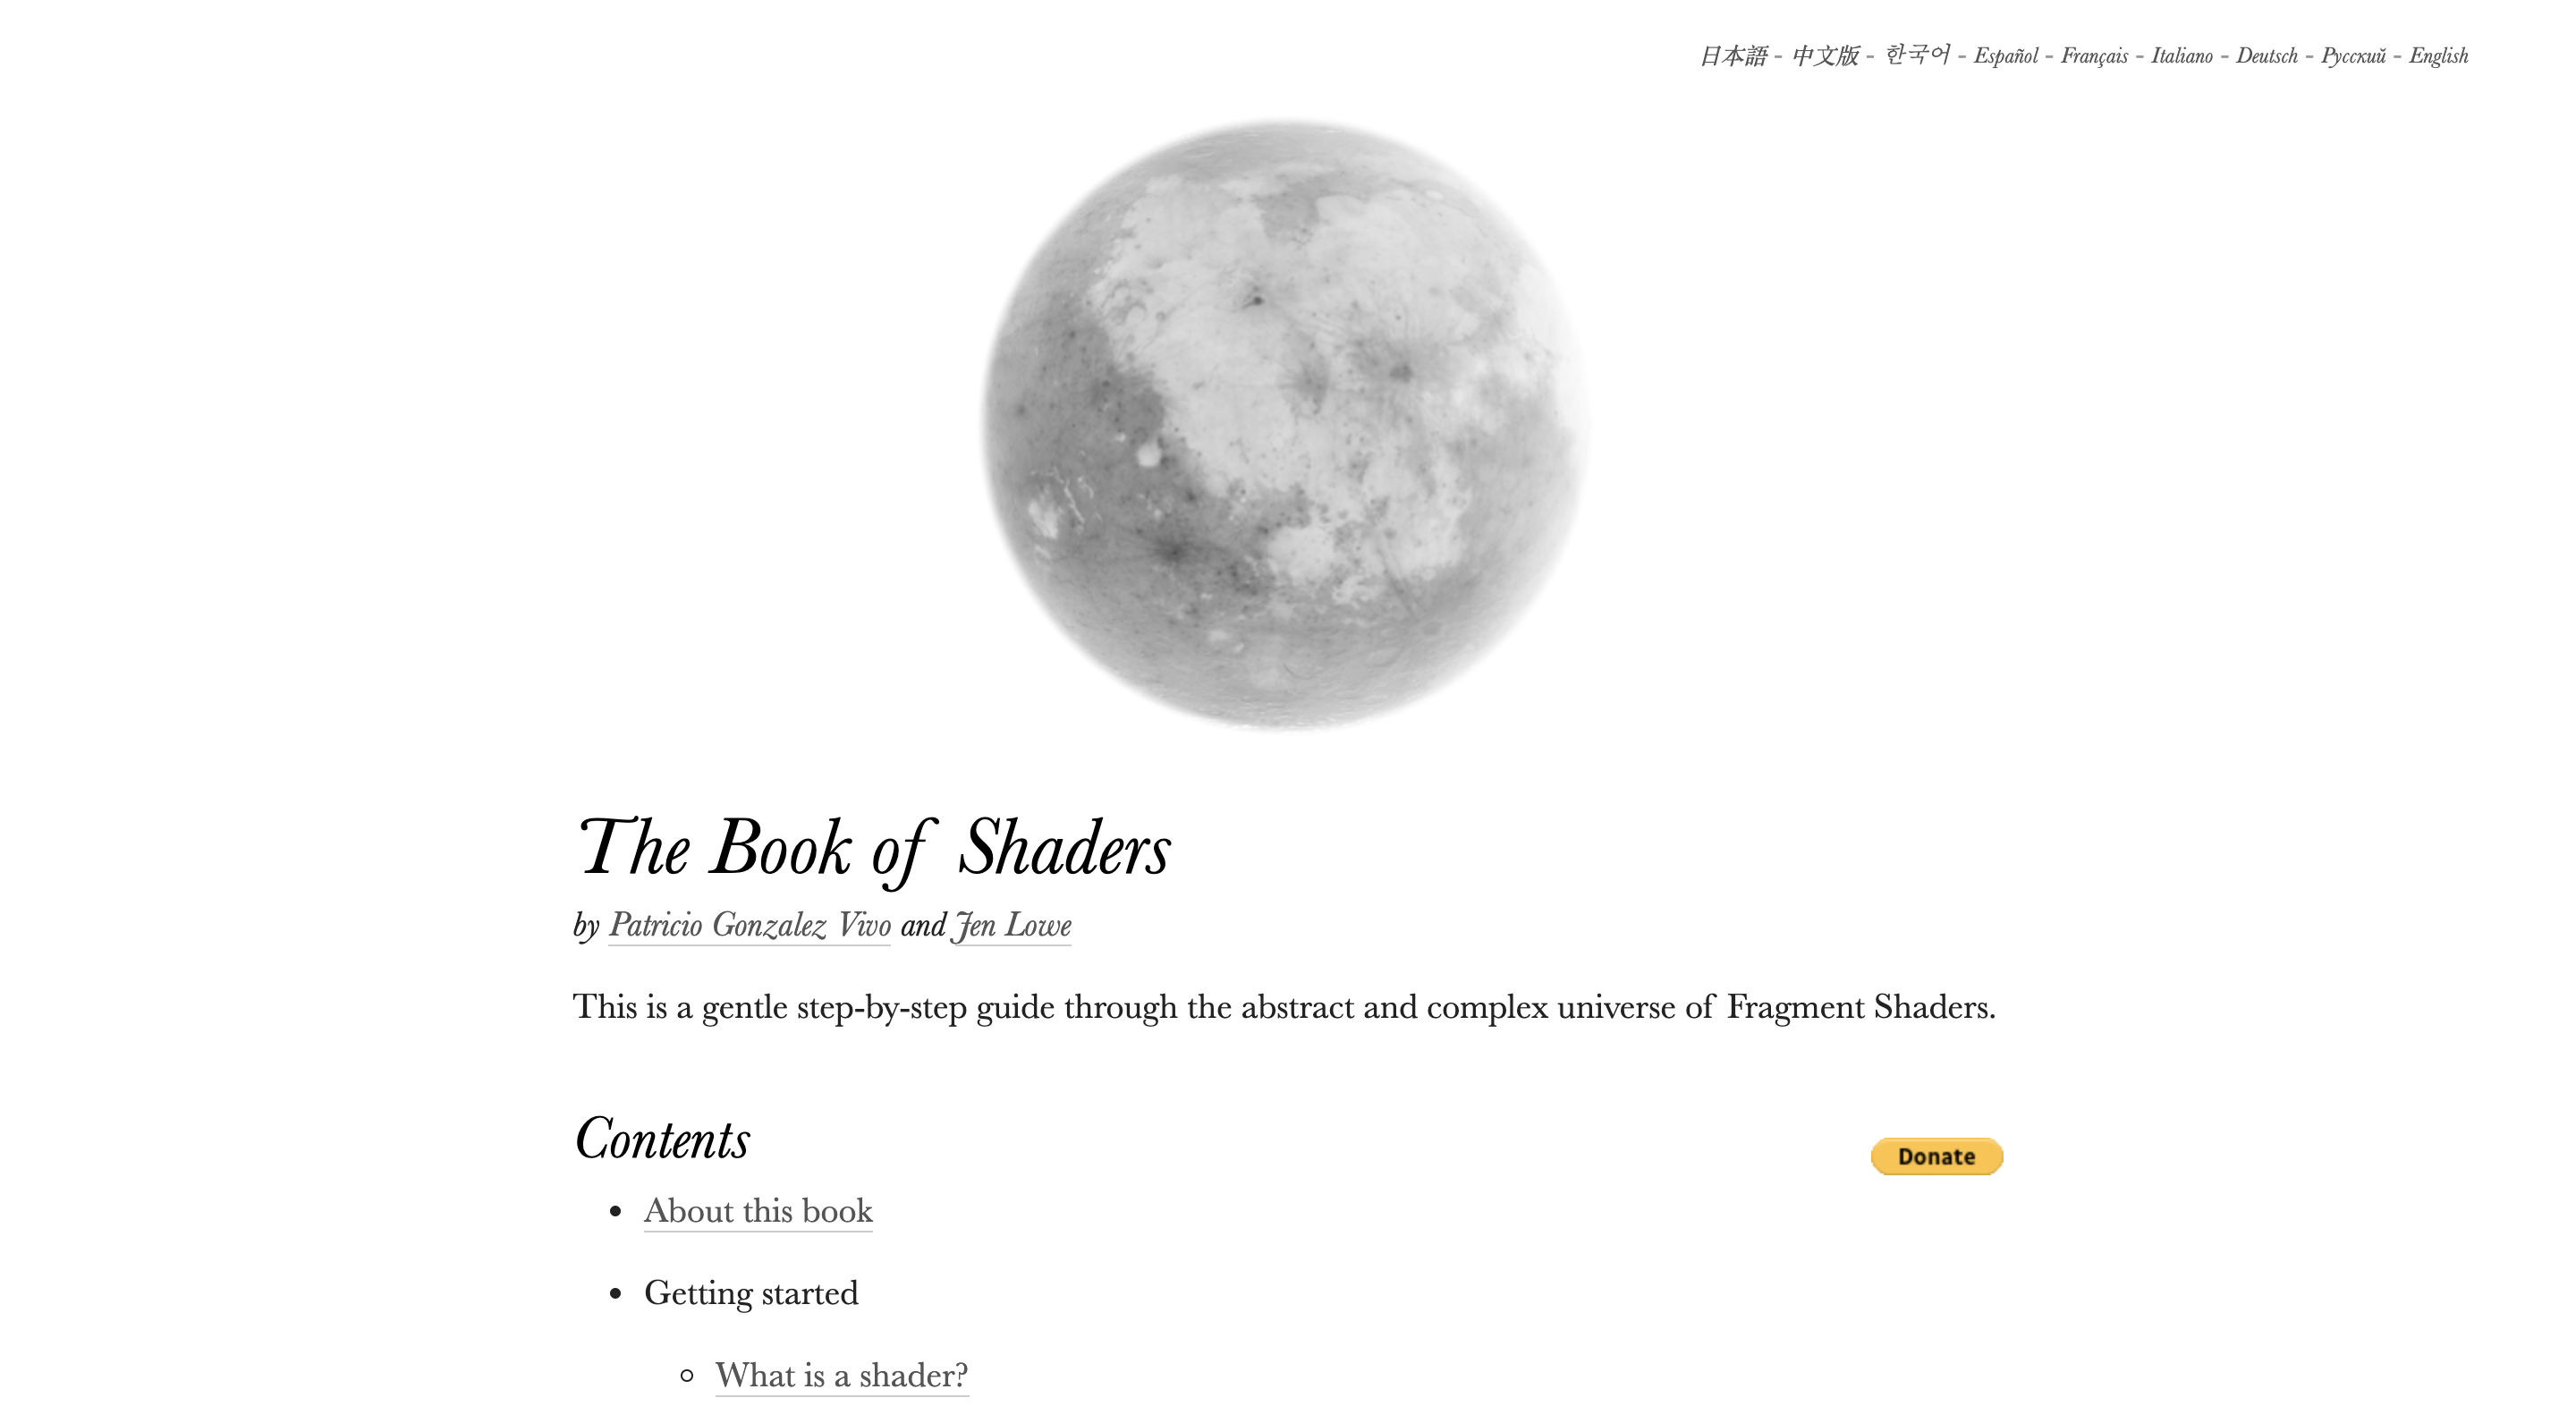 日本語 - 中文版 - 한국어 - Español - Français - Italiano - Deutsch - Русский - English
The Book of Shaders
by Patricio Gonzalez Vivo and Jen Lowe
This is a gentle step-by-step guide through the abstract and complex universe of Fragment Shaders.
Contents
Donate
About this book
Getting started
What is a shader?